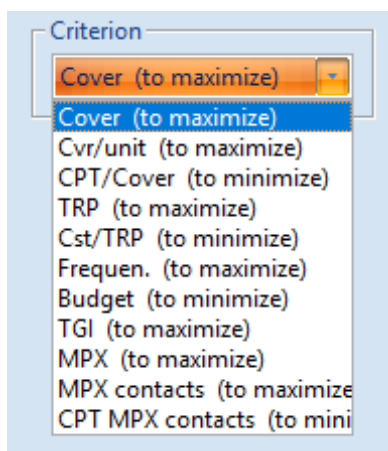 Criterion
Cover (to maximize)
Cover (to maximize)
Cvr/unit (to maximize)
CPT/Cover (to minimize)
TRP (to maximize)
Cst/TRP (to minimize)
Frequen. (to maximize)
Budget (to minimize)
TGI (to maximize)
MPX (to maximize)
MPX contacts (to maximize
CPT MPX contacts (to mini